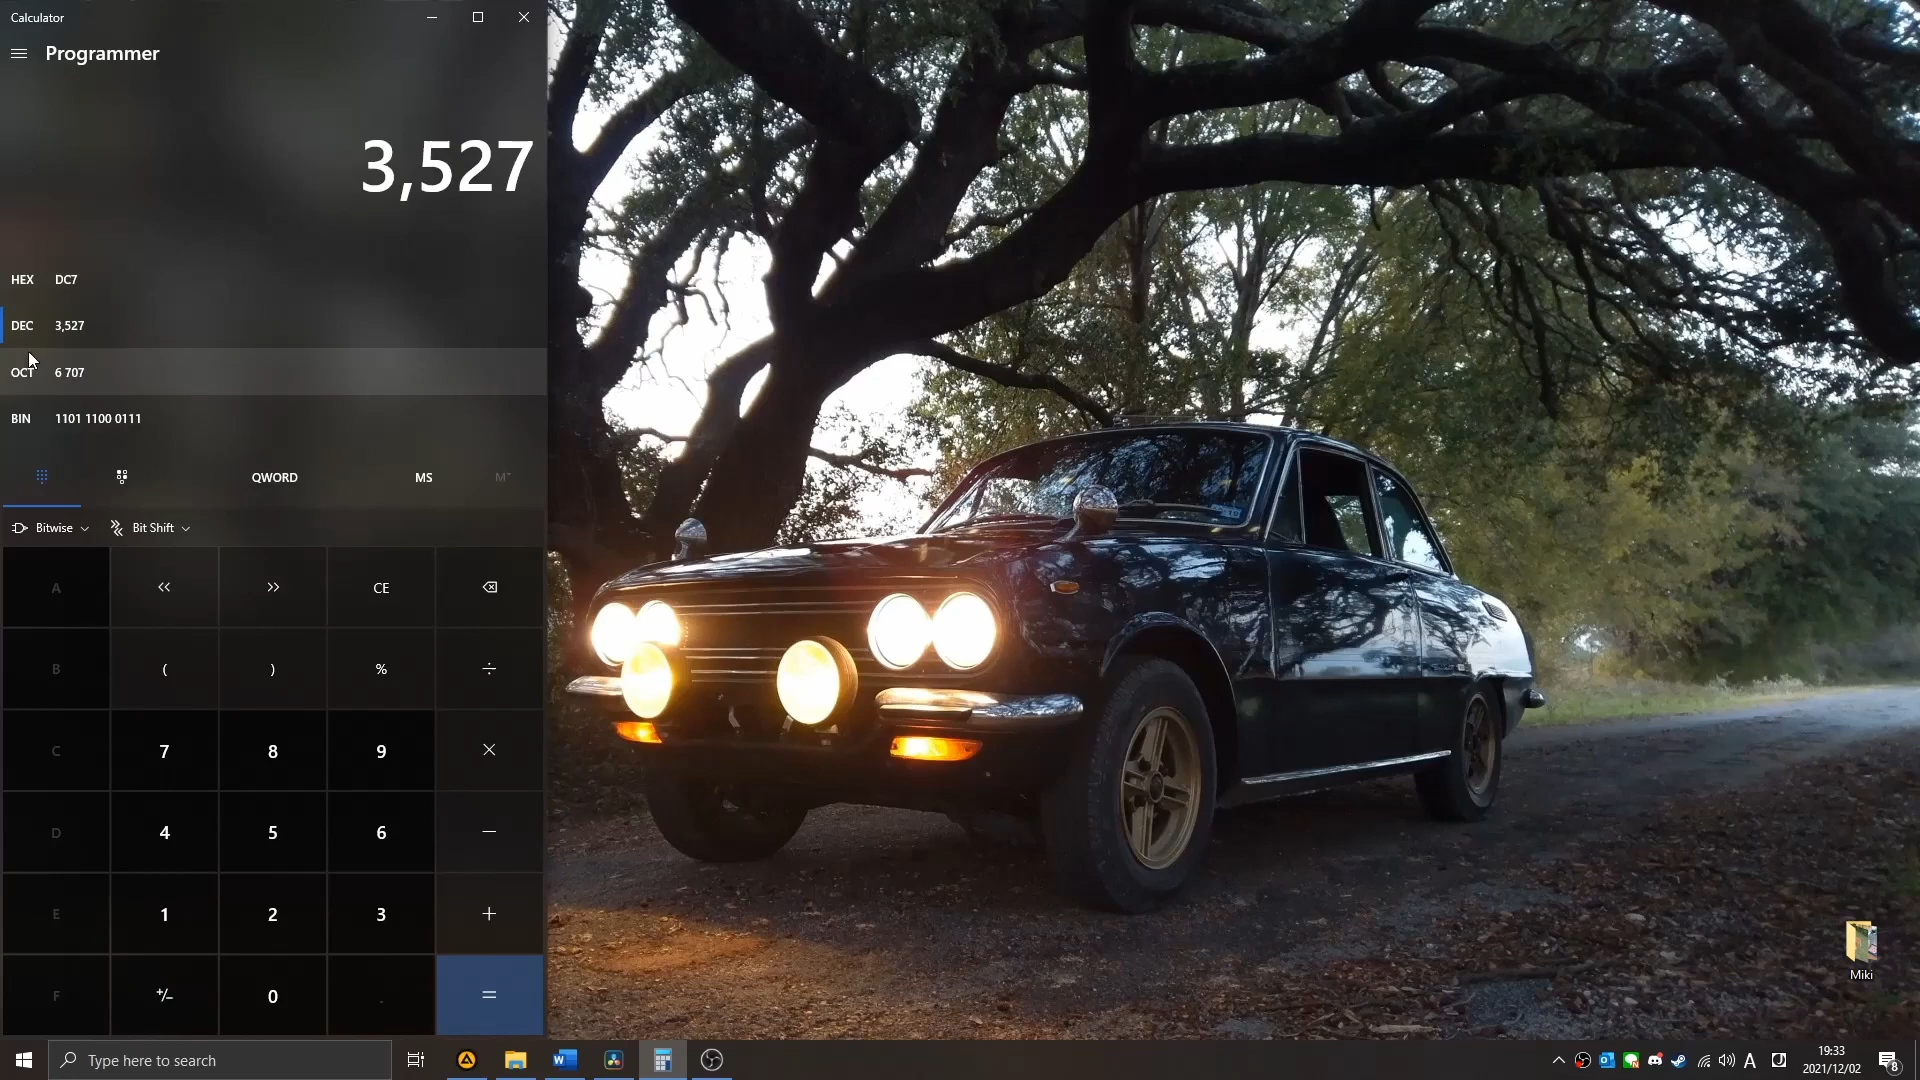 Calculator
Programmer
3,527
HEX DC7
DEC 3,527
OCT 6 707
BIN 1101 1100 0111
QWORD MS M˅
Bitwise Bit Shift
A << >> CE
B ( ) % ÷
C 7 8 9 ×
D 4 5 6 −
E 1 2 3 +
F +/− 0 . =
Miki
Type here to search
W
A
19:33
2021/12/02
8